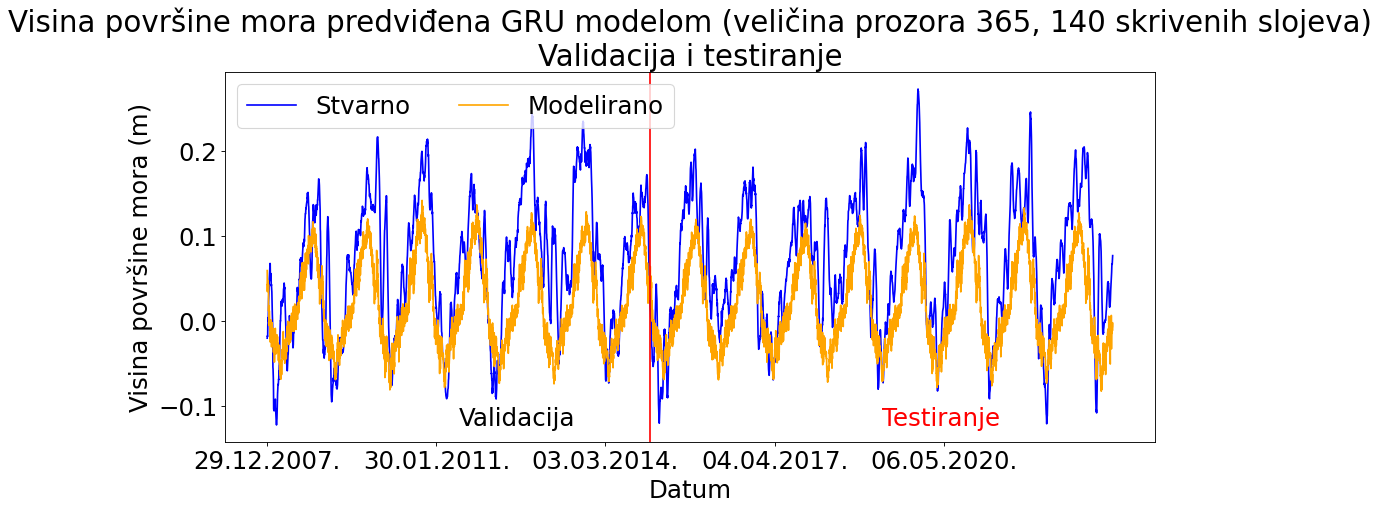 Visina površine mora predviđena GRU modelom (veličina prozora 365, 140 skrivenih slojeva)
Validacija i testiranje
Stvarno
Modelirano
Visina površine mora (m)
0.2
0.1
0.0
−0.1
Validacija
Testiranje
29.12.2007.
30.01.2011.
03.03.2014.
04.04.2017.
06.05.2020.
Datum